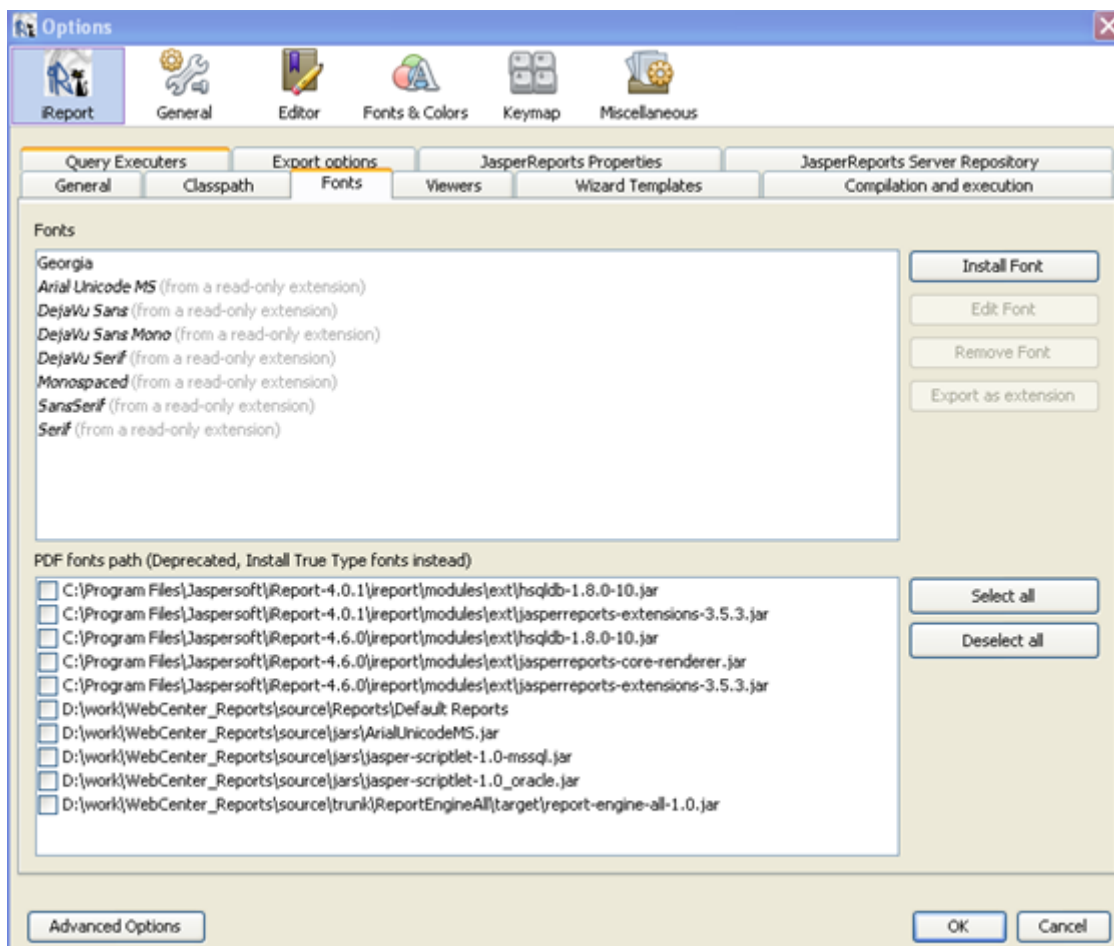 Options
iReport General Editor Fonts & Colors Keymap Miscellaneous
Query Executers Export options JasperReports Properties JasperReports Server Repository
General Classpath Fonts Viewers Wizard Templates Compilation and execution
Fonts
Georgia
Arial Unicode MS (from a read-only extension)
DejaVu Sans (from a read-only extension)
DejaVu Sans Mono (from a read-only extension)
DejaVu Serif (from a read-only extension)
Monospaced (from a read-only extension)
SansSerif (from a read-only extension)
Serif (from a read-only extension)
Install Font
Edit Font
Remove Font
Export as extension
PDF fonts path (Deprecated, Install True Type fonts instead)
C:\Program Files\Jaspersoft\iReport-4.0.1\ireport\modules\ext\hsqldb-1.8.0-10.jar
C:\Program Files\Jaspersoft\iReport-4.0.1\ireport\modules\ext\jasperreports-extensions-3.5.3.jar
C:\Program Files\Jaspersoft\iReport-4.6.0\ireport\modules\ext\hsqldb-1.8.0-10.jar
C:\Program Files\Jaspersoft\iReport-4.6.0\ireport\modules\ext\jasperreports-core-renderer.jar
C:\Program Files\Jaspersoft\iReport-4.6.0\ireport\modules\ext\jasperreports-extensions-3.5.3.jar
D:\work\WebCenter_Reports\source\Reports\Default Reports
D:\work\WebCenter_Reports\source\jars\ArialUnicodeMS.jar
D:\work\WebCenter_Reports\source\jars\jasper-scriptlet-1.0-mssql.jar
D:\work\WebCenter_Reports\source\jars\jasper-scriptlet-1.0_oracle.jar
D:\work\WebCenter_Reports\source\trunk\ReportEngineAll\target\report-engine-all-1.0.jar
Select all
Deselect all
Advanced Options OK Cancel